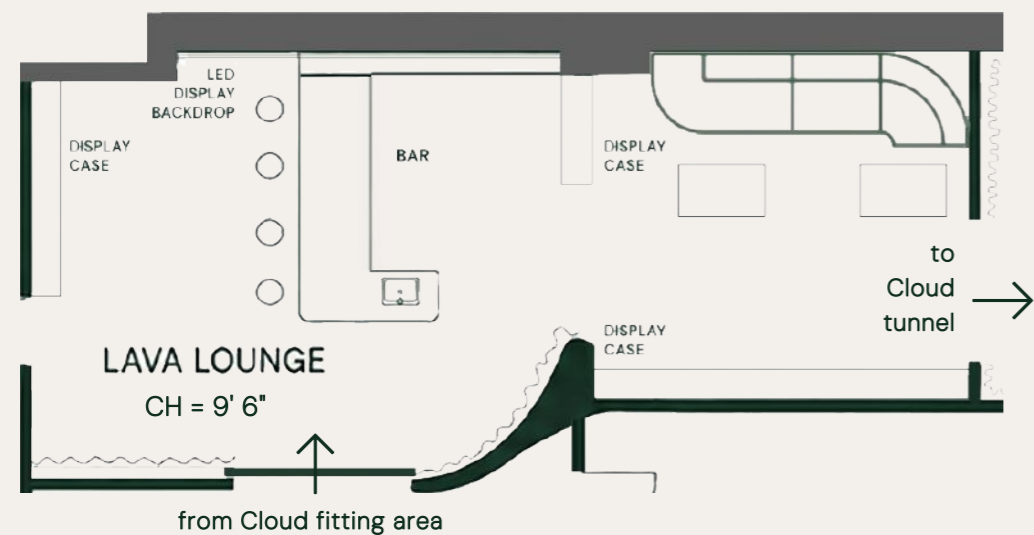 LED
DISPLAY
BACKDROP
DISPLAY
CASE
BAR
DISPLAY
CASE
to
Cloud
tunnel
DISPLAY
CASE
LAVA LOUNGE
CH = 9' 6"
from Cloud fitting area